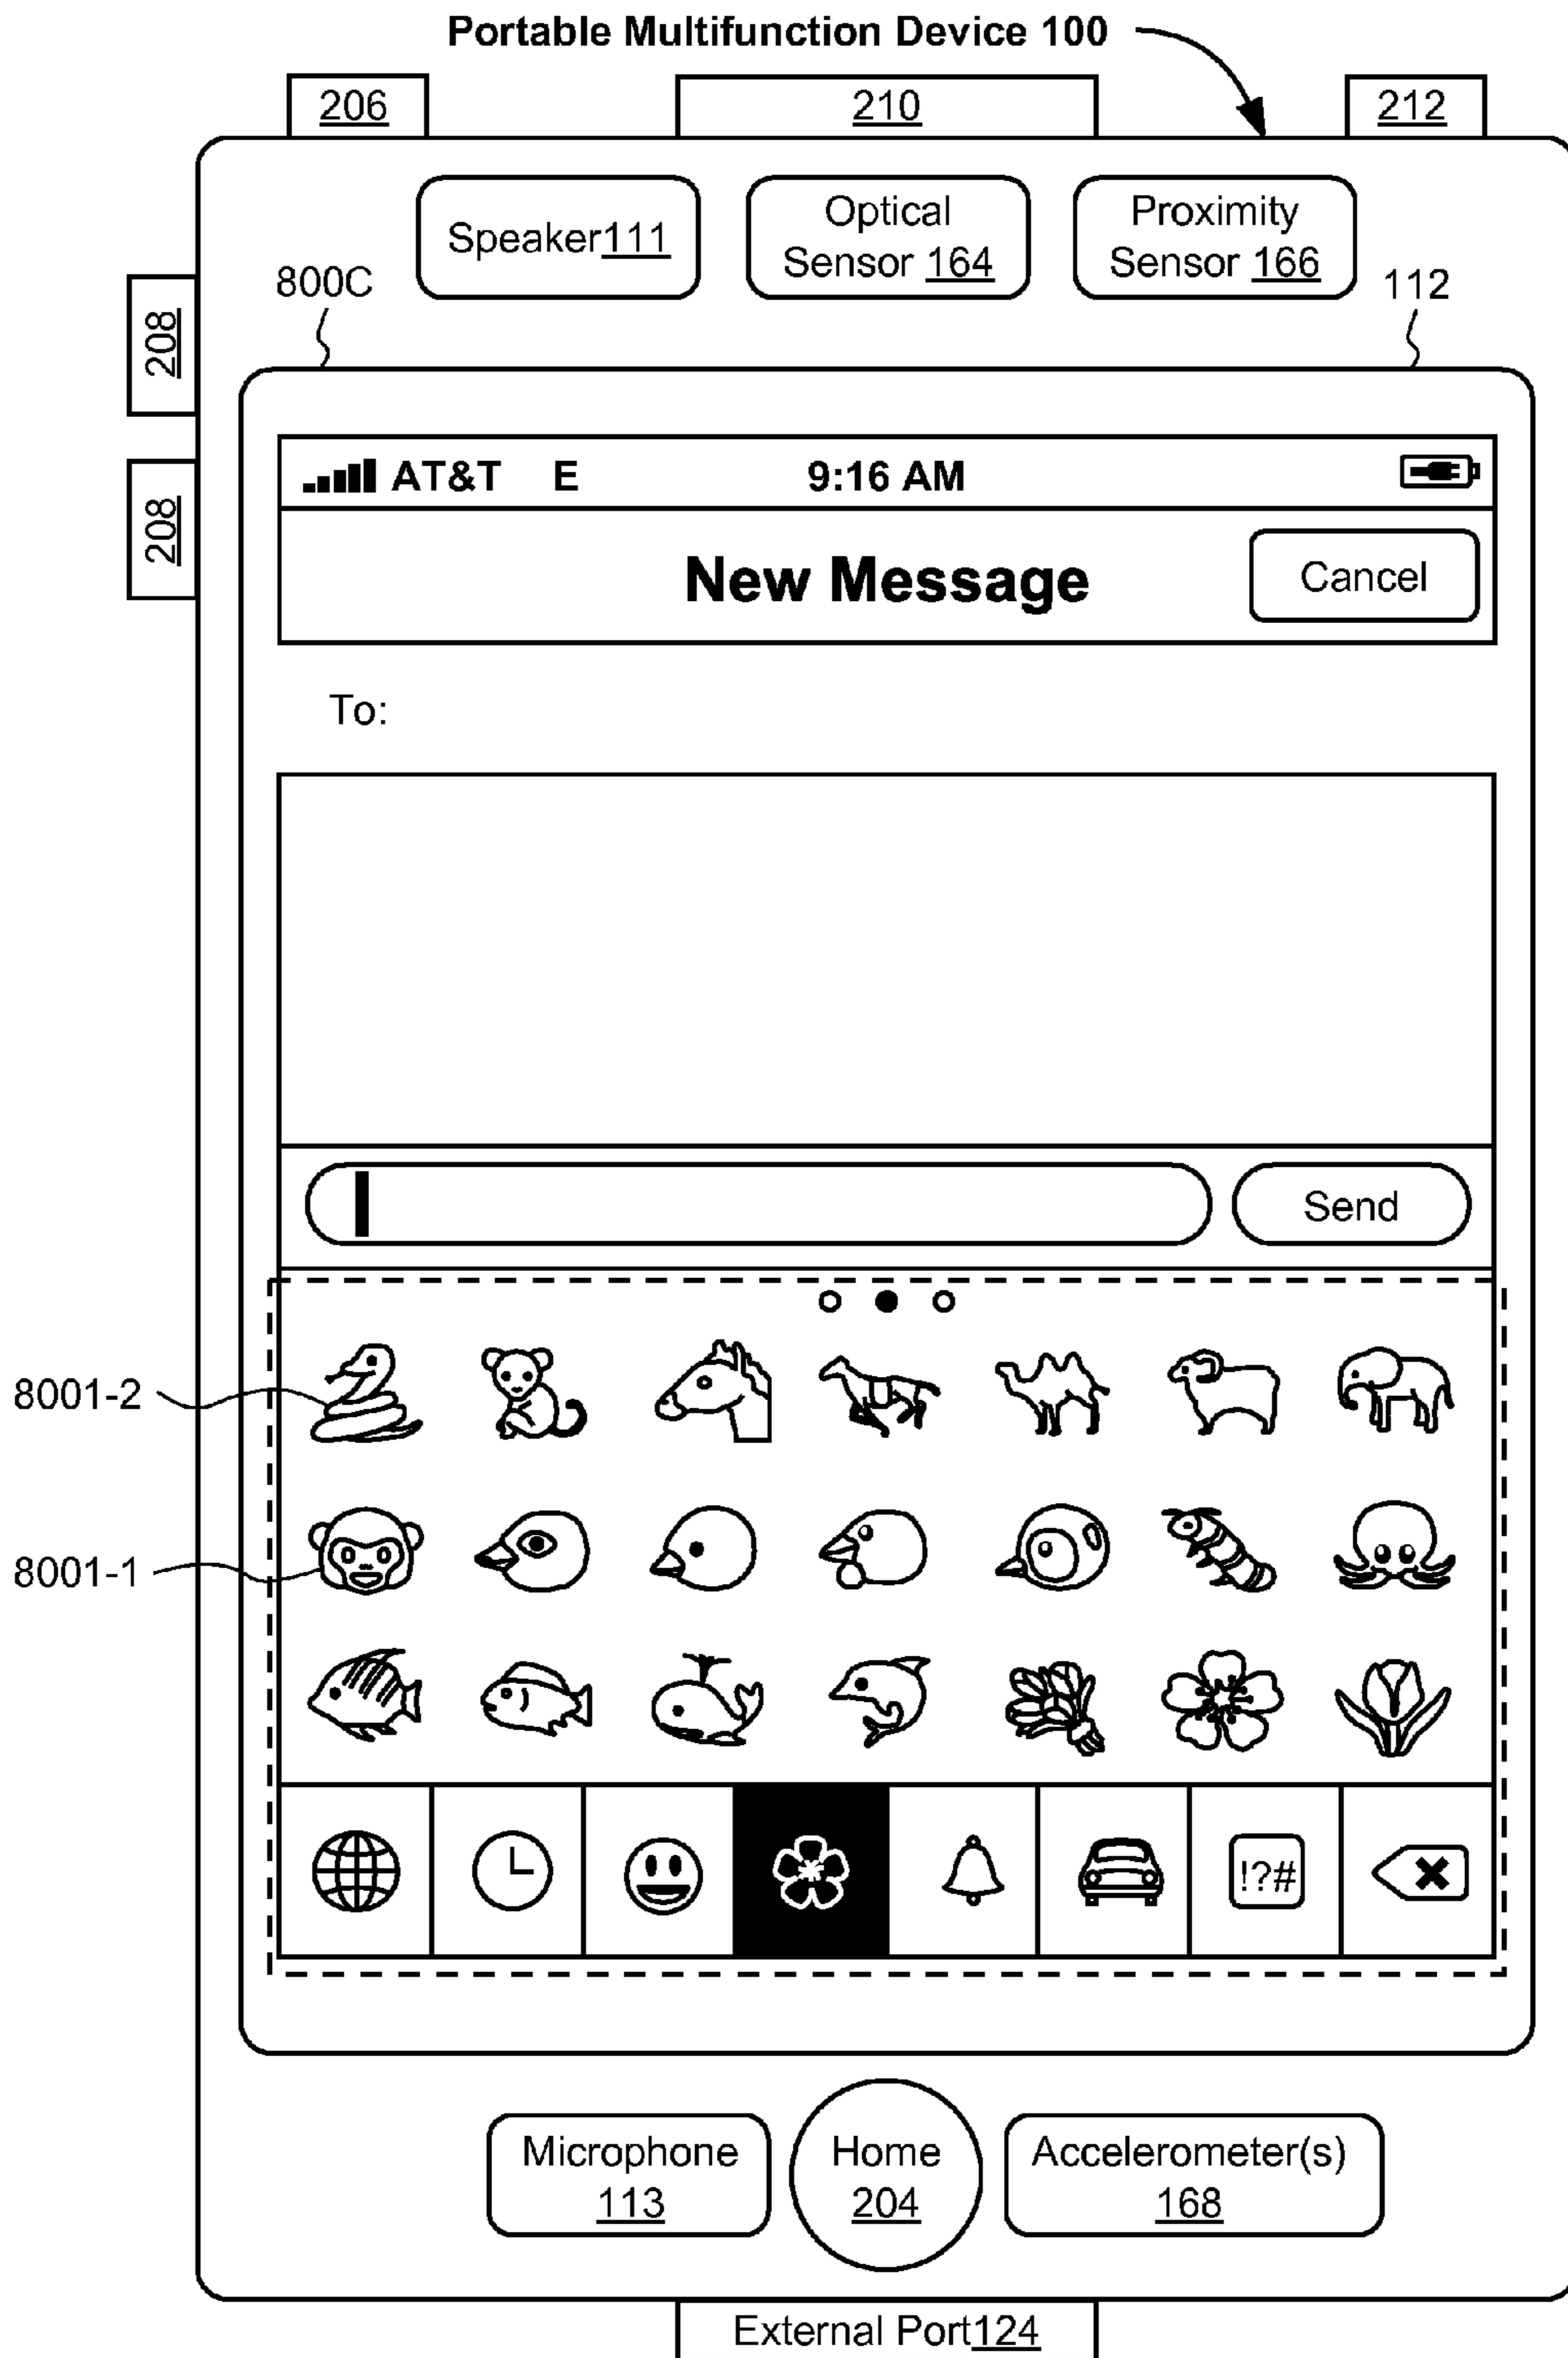 Portable Multifunction Device 100
206
210
212
Speaker111
Optical
Sensor 164
Proximity
Sensor 166
800C
112
208
208
AT&T E 9:16 AM
New Message
Cancel
To:
Send
8001-2
8001-1
!?#
Microphone
113
Home
204
Accelerometer(s)
168
External Port124